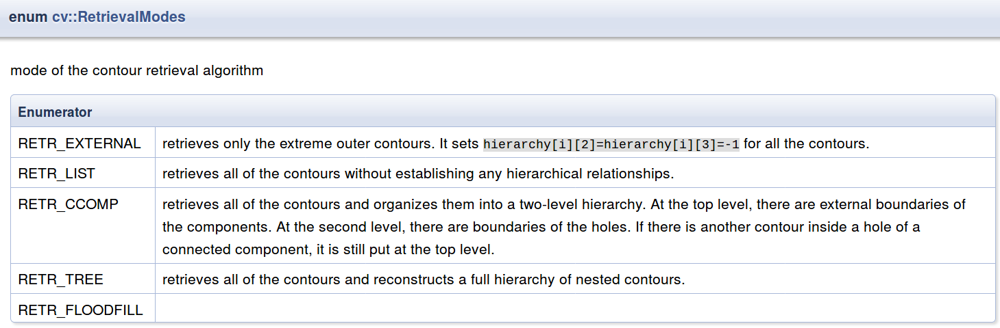 enum cv::RetrievalModes
mode of the contour retrieval algorithm
Enumerator
RETR_EXTERNAL retrieves only the extreme outer contours. It sets hierarchy[i][2]=hierarchy[i][3]=-1 for all the contours.
RETR_LIST retrieves all of the contours without establishing any hierarchical relationships.
RETR_CCOMP retrieves all of the contours and organizes them into a two-level hierarchy. At the top level, there are external boundaries of
the components. At the second level, there are boundaries of the holes. If there is another contour inside a hole of a
connected component, it is still put at the top level.
RETR_TREE retrieves all of the contours and reconstructs a full hierarchy of nested contours.
RETR_FLOODFILL